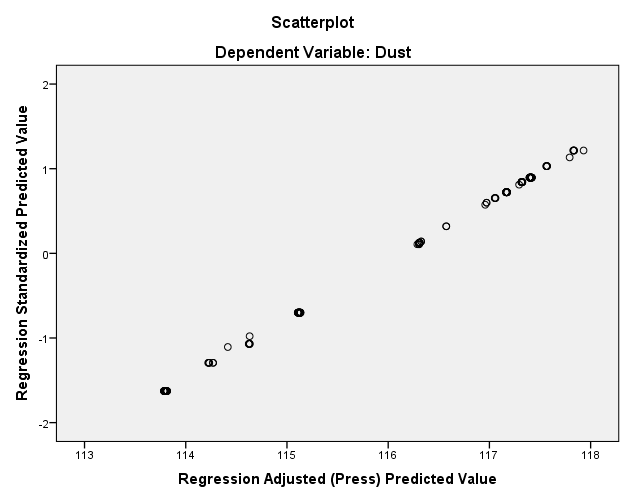 Scatterplot
Dependent Variable: Dust
Regression Standardized Predicted Value
2
1
0
-1
-2
113 114 115 116 117 118
Regression Adjusted (Press) Predicted Value